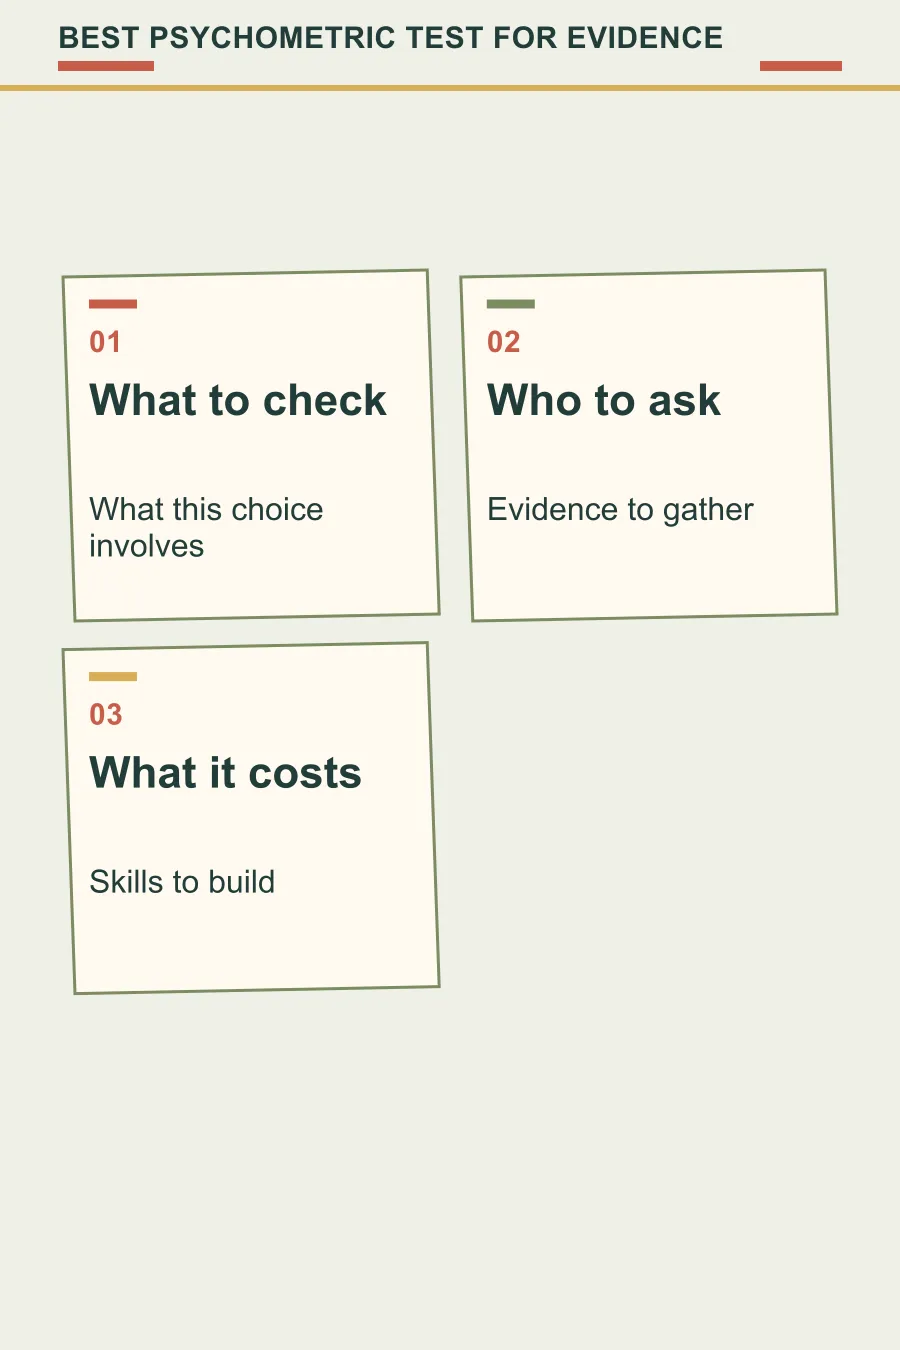 BEST PSYCHOMETRIC TEST FOR EVIDENCE
01
What to check
What this choice
involves
02
Who to ask
Evidence to gather
03
What it costs
Skills to build